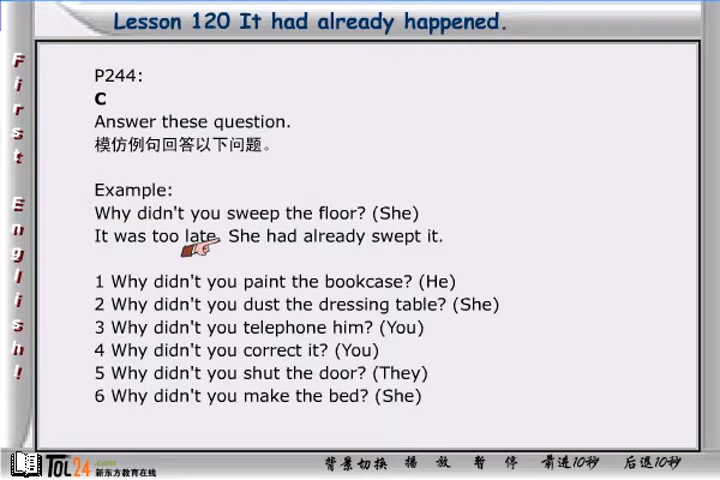 Lesson 120 It had already happened.
First English!
P244:
C
Answer these question.
模仿例句回答以下问题。
Example:
Why didn't you sweep the floor? (She)
It was too late. She had already swept it.
1 Why didn't you paint the bookcase? (He)
2 Why didn't you dust the dressing table? (She)
3 Why didn't you telephone him? (You)
4 Why didn't you correct it? (You)
5 Why didn't you shut the door? (They)
6 Why didn't you make the bed? (She)
TOL24.com
新东方教育在线
背景切换 播 放 暂 停 前进10秒 后退10秒